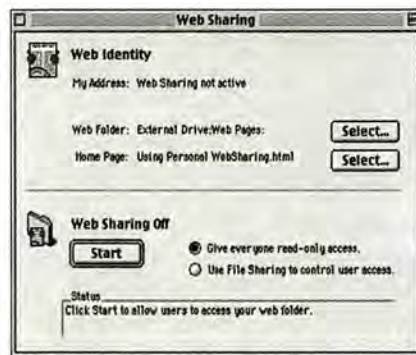 Web Sharing
Web Identity
My Address: Web Sharing not active
Web Folder: External Drive:Web Pages:
Select...
Home Page: Using Personal WebSharing.html
Select...
Web Sharing Off
Start
Give everyone read-only access.
Use File Sharing to control user access.
Status
Click Start to allow users to access your web folder.